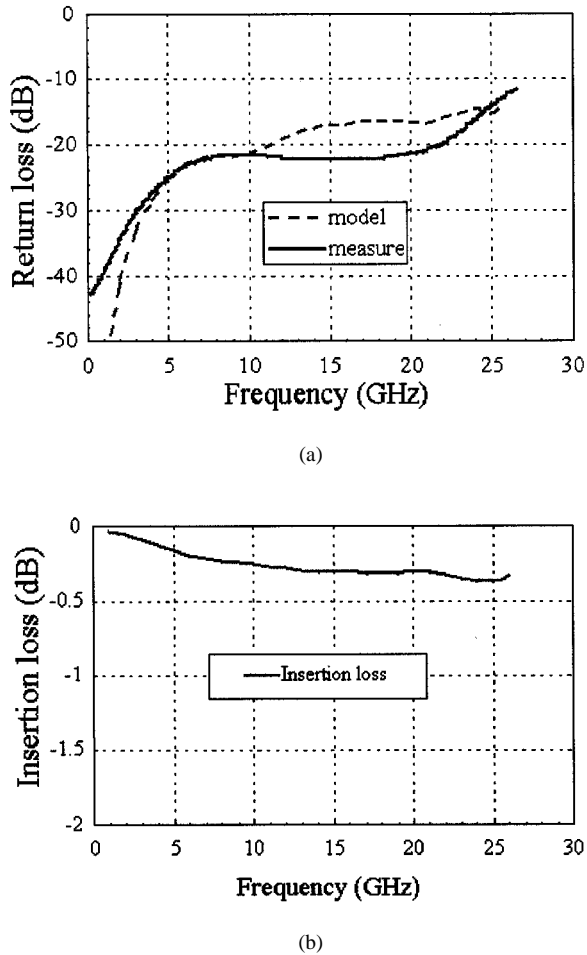 Return loss (dB)
0
-10
-20
-30
-40
-50
model
measure
0 5 10 15 20 25 30
Frequency (GHz)
(a)
Insertion loss (dB)
0
-0.5
-1
-1.5
-2
Insertion loss
0 5 10 15 20 25 30
Frequency (GHz)
(b)